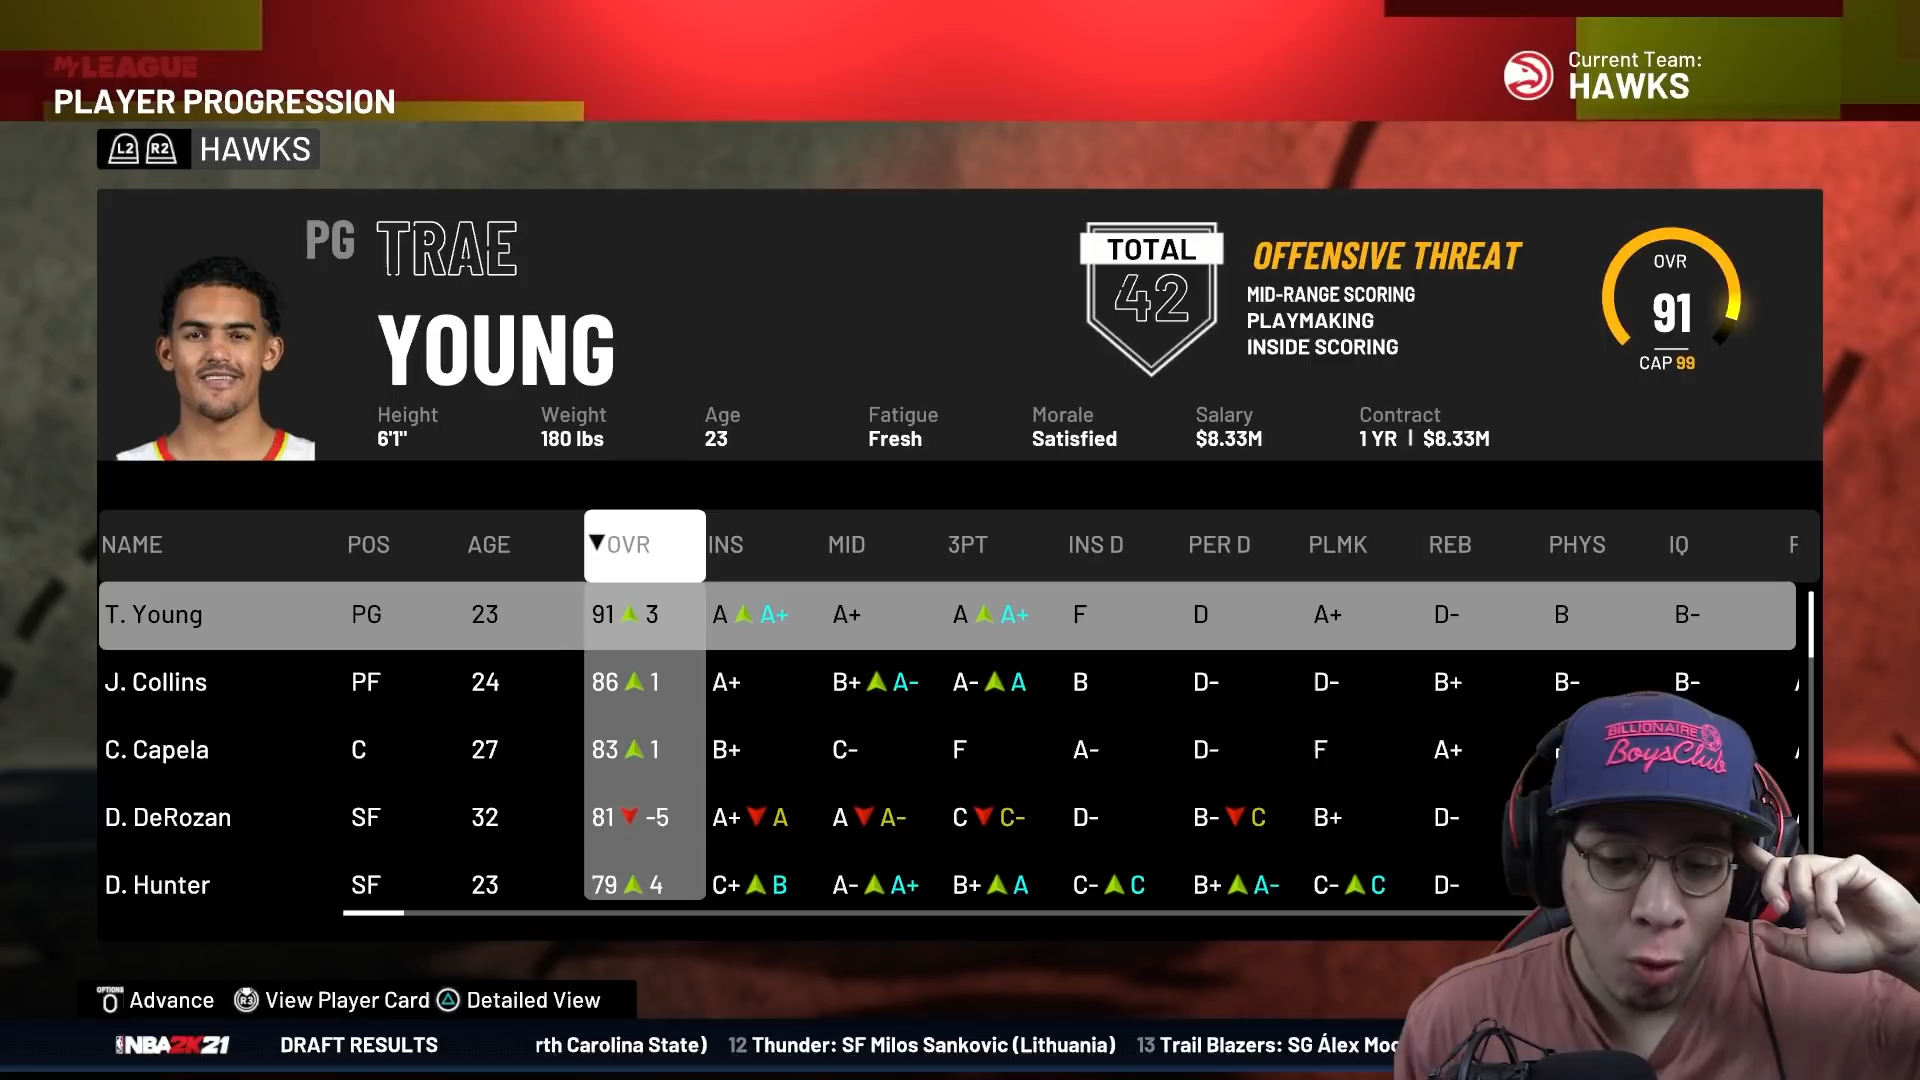 MyLEAGUE
PLAYER PROGRESSION
Current Team:
HAWKS
L2 R2 HAWKS
PG TRAE
YOUNG
TOTAL
42
OFFENSIVE THREAT
MID-RANGE SCORING
PLAYMAKING
INSIDE SCORING
OVR
91
CAP 99
Height Weight Age Fatigue Morale Salary Contract
6'1" 180 lbs 23 Fresh Satisfied $8.33M 1 YR | $8.33M
NAME POS AGE OVR INS MID 3PT INS D PER D PLMK REB PHYS IQ
T. Young PG 23 91 3 A A+ A+ A A+ F D A+ D- B B-
J. Collins PF 24 86 1 A+ B+ A- A- A B D- D- B+ B- B-
C. Capela C 27 83 1 B+ C- F A- D- F A+
D. DeRozan SF 32 81 -5 A+ A A A- C C- D- B- C B+ D-
D. Hunter SF 23 79 4 C+ B A- A+ B+ A C- C B+ A- C- C D-
BILLIONAIRE
BoysClub
OPTIONS Advance R3 View Player Card Detailed View
NBA2K21 DRAFT RESULTS rth Carolina State) 12 Thunder: SF Milos Sankovic (Lithuania) 13 Trail Blazers: SG Álex